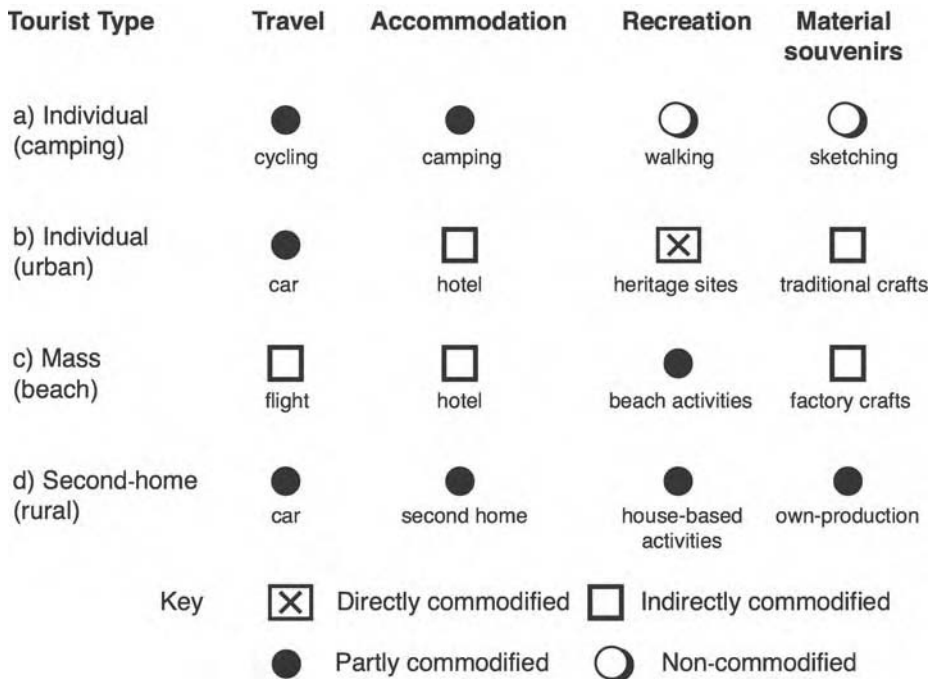 Tourist Type Travel Accommodation Recreation Material
souvenirs
a) Individual
(camping)
cycling camping walking sketching
b) Individual
(urban)
car hotel heritage sites traditional crafts
c) Mass
(beach)
flight hotel beach activities factory crafts
d) Second-home
(rural)
car second home house-based own-production
activities
Key Directly commodified Indirectly commodified
Partly commodified Non-commodified